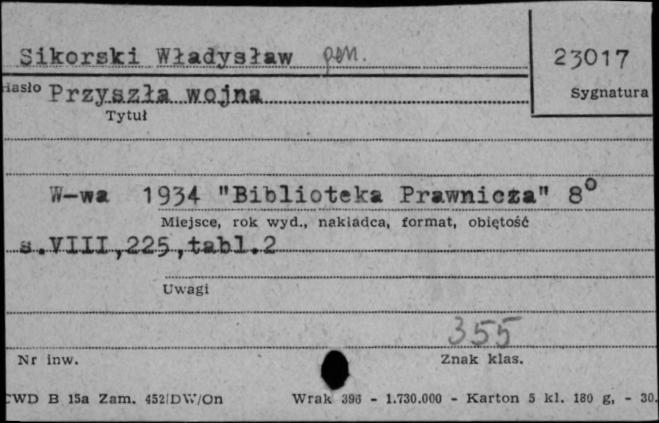 Sikorski Władysław gen. 23017
Hasło Przyszła wojna Sygnatura
Tytuł
W-wa 1934 "Biblioteka Prawnicza" 8°
Miejsce, rok wyd., nakładca, format, objętość
s.VIII,225,tabl.2
Uwagi
355
Nr inw. Znak klas.
CWD B 15a Zam. 452/DW/On Wrak 396 - 1.730.000 - Karton 5 kl. 180 g, - 30.